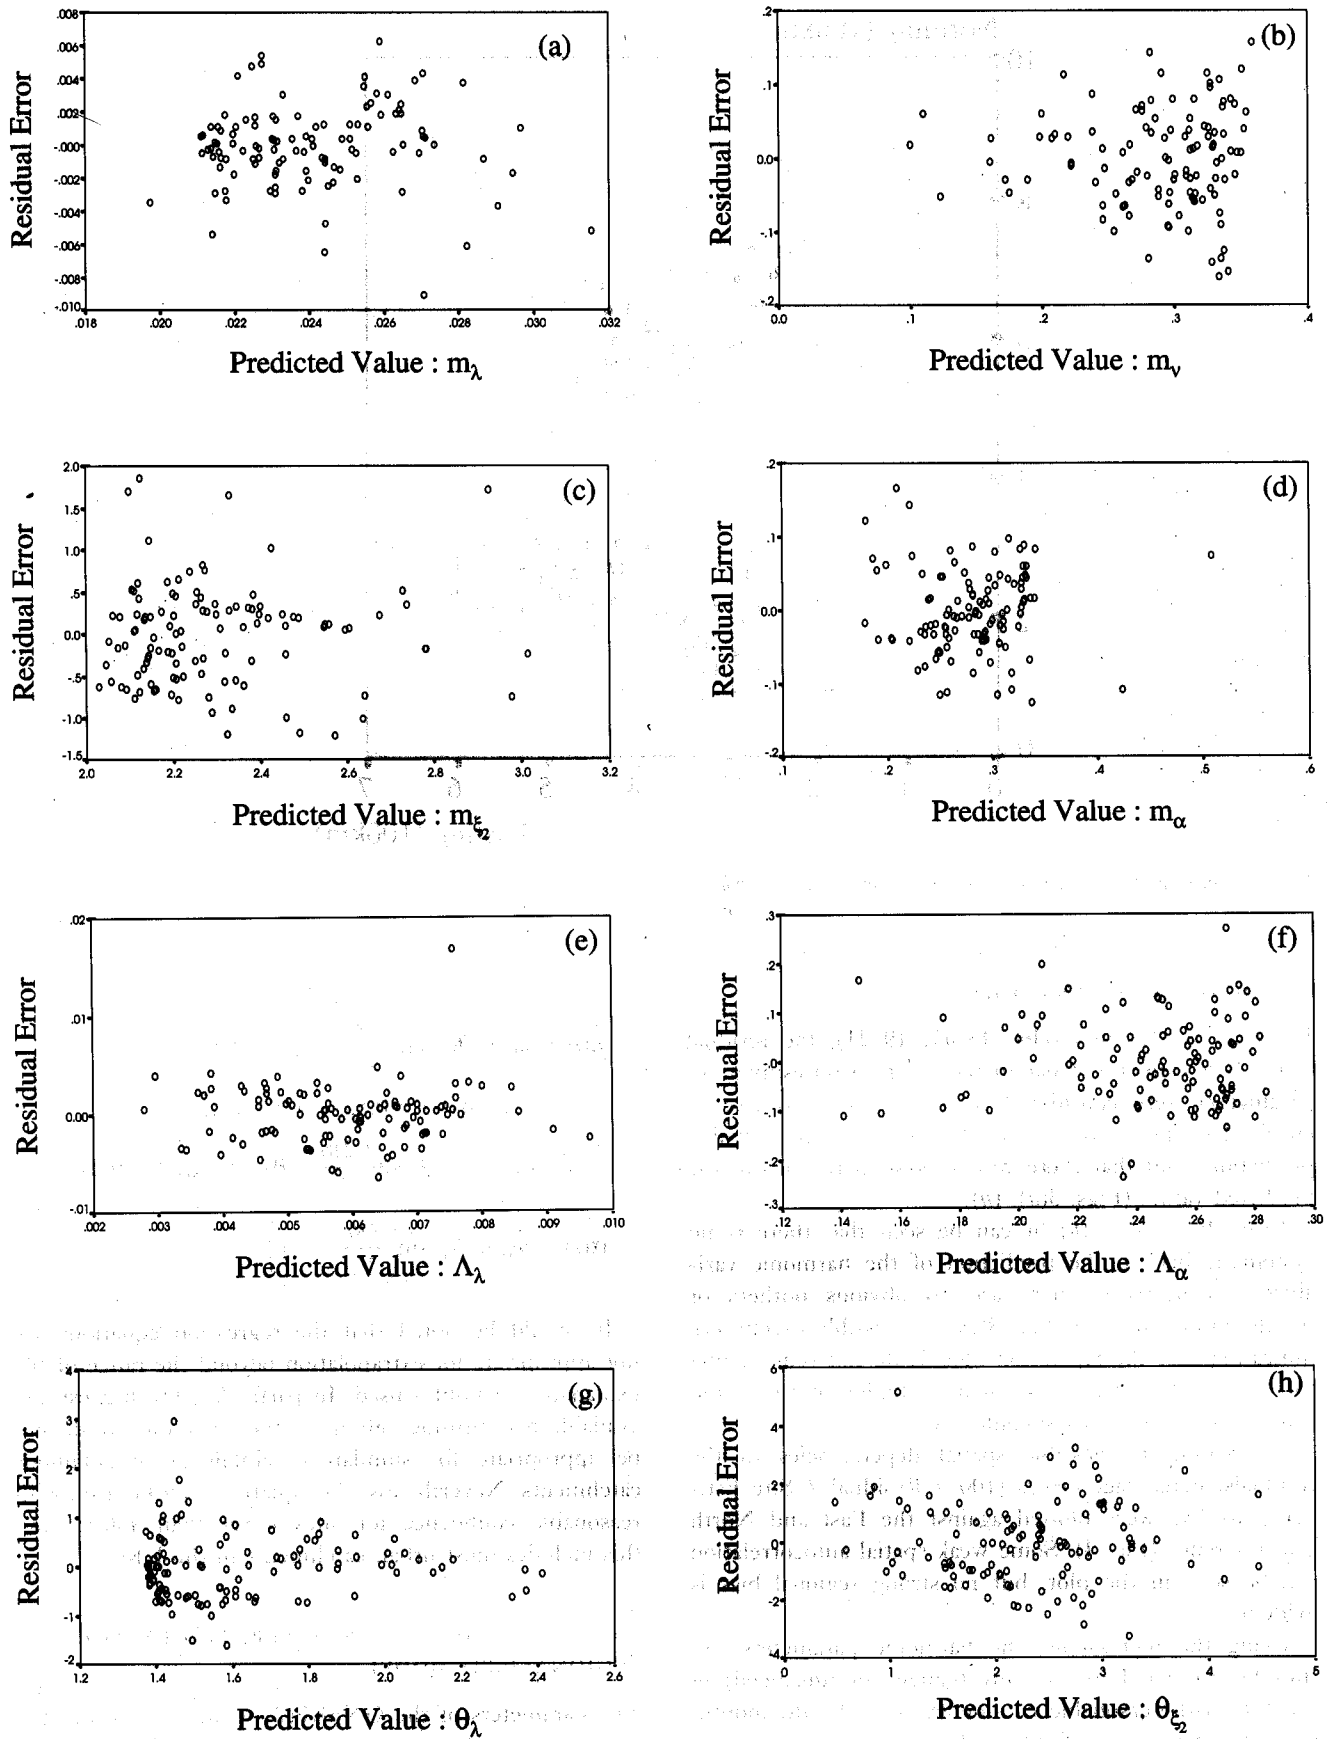 (a)
Residual Error
.008
.006
.004
.002
-.000
-.002
-.004
-.006
-.008
-.010
.018 .020 .022 .024 .026 .028 .030 .032
Predicted Value : mλ
(b)
Residual Error
.2
.1
0.0
-.1
-.2
0.0 .1 .2 .3 .4
Predicted Value : mν
(c)
Residual Error
2.0
1.5
1.0
.5
0.0
-.5
-1.0
-1.5
2.0 2.2 2.4 2.6 2.8 3.0 3.2
Predicted Value : mξ2
(d)
Residual Error
.2
.1
0.0
-.1
-.2
.1 .2 .3 .4 .5 .6
Predicted Value : mα
(e)
Residual Error
.02
.01
0.00
-.01
.002 .003 .004 .005 .006 .007 .008 .009 .010
Predicted Value : Λλ
(f)
Residual Error
.3
.2
.1
-.0
-.1
-.2
-.3
.12 .14 .16 .18 .20 .22 .24 .26 .28 .30
Predicted Value : Λα
(g)
Residual Error
4
3
2
1
0
-1
-2
1.2 1.4 1.6 1.8 2.0 2.2 2.4 2.6
Predicted Value : θλ
(h)
Residual Error
6
4
2
0
-2
-4
0 1 2 3 4 5
Predicted Value : θξ2